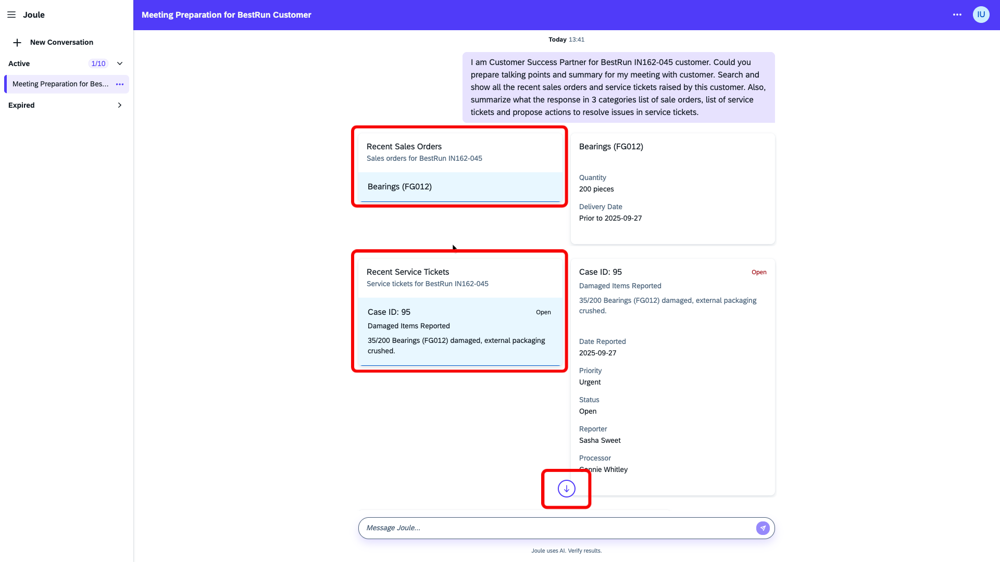 Joule
New Conversation
Active 1/10
Meeting Preparation for Bes... 
Expired
Meeting Preparation for BestRun Customer
IU
Today 13:41
I am Customer Success Partner for BestRun IN162-045 customer. Could you
prepare talking points and summary for my meeting with customer. Search and
show all the recent sales orders and service tickets raised by this customer. Also,
summarize what the response in 3 categories list of sale orders, list of service
tickets and propose actions to resolve issues in service tickets.
Recent Sales Orders
Sales orders for BestRun IN162-045
Bearings (FG012)
Bearings (FG012)
Quantity
200 pieces
Delivery Date
Prior to 2025-09-27
Recent Service Tickets
Service tickets for BestRun IN162-045
Case ID: 95 Open
Damaged Items Reported
35/200 Bearings (FG012) damaged, external packaging
crushed.
Case ID: 95 Open
Damaged Items Reported
35/200 Bearings (FG012) damaged, external packaging
crushed.
Date Reported
2025-09-27
Priority
Urgent
Status
Open
Reporter
Sasha Sweet
Processor
Connie Whitley
Message Joule...
Joule uses AI. Verify results.